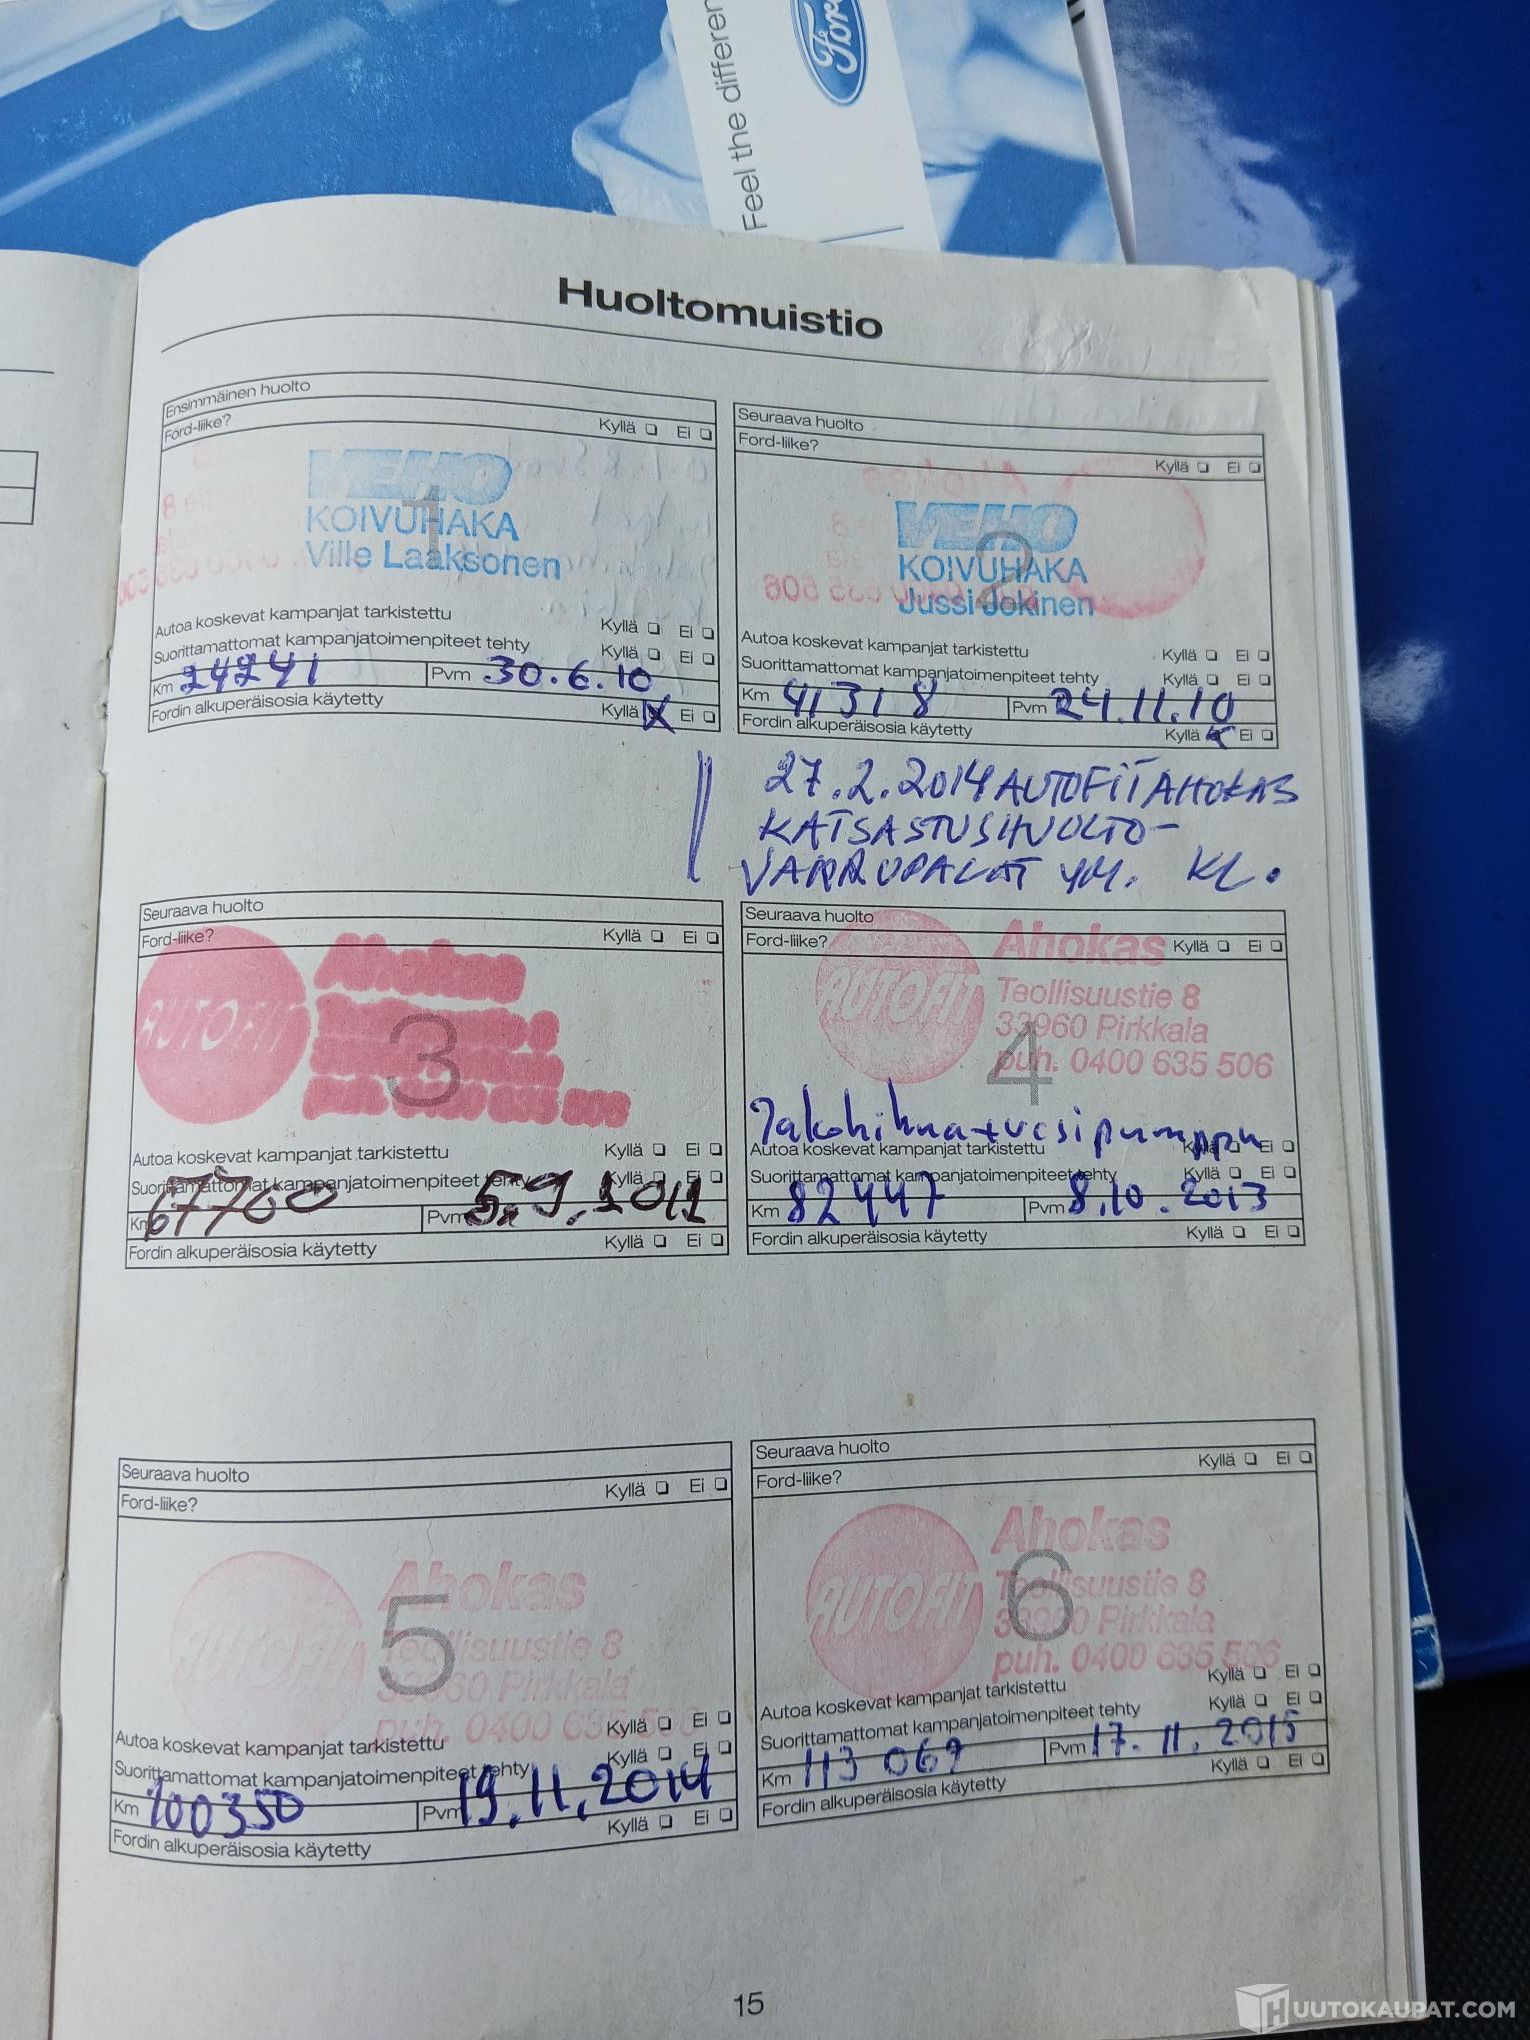 Feel the differen
Ford
Huoltomuistio
Ensimmäinen huolto
Ford-liike? Kyllä Ei
VEHO
KOIVUHAKA
Ville Laaksonen
1
Autoa koskevat kampanjat tarkistettu Kyllä Ei
Suorittamattomat kampanjatoimenpiteet tehty Kyllä Ei
Km 24241 Pvm 30.6.10
Fordin alkuperäisosia käytetty Kyllä X Ei
Seuraava huolto
Ford-liike? Kyllä Ei
VEHO
KOIVUHAKA
Jussi Jokinen
2
Autoa koskevat kampanjat tarkistettu Kyllä Ei
Suorittamattomat kampanjatoimenpiteet tehty Kyllä Ei
Km 41318 Pvm 24.11.10
Fordin alkuperäisosia käytetty Kyllä X Ei
27.2.2014 AUTOFIT AHOKAS
KATSASTUSHUOLTO-
JARRUPALAT YM. KL.
Seuraava huolto
Ford-liike? Kyllä Ei
AUTOFIT
Ahokas
3
Autoa koskevat kampanjat tarkistettu Kyllä Ei
Suorittamattomat kampanjatoimenpiteet tehty Kyllä Ei
Km 67760 Pvm 5.9.
Fordin alkuperäisosia käytetty Kyllä Ei
Seuraava huolto
Ford-liike? Kyllä Ei
AUTOFIT
Ahokas
Teollisuustie 8
33960 Pirkkala
puh. 0400 635 506
4
Jakohihna+vesipumppu
Autoa koskevat kampanjat tarkistettu Kyllä Ei
Suorittamattomat kampanjatoimenpiteet tehty Kyllä Ei
Km 82447 Pvm 8.10.2013
Fordin alkuperäisosia käytetty Kyllä Ei
Seuraava huolto
Ford-liike? Kyllä Ei
AUTOFIT
Ahokas
Teollisuustie 8
33960 Pirkkala
puh. 0400 635 5
5
Autoa koskevat kampanjat tarkistettu Kyllä Ei
Suorittamattomat kampanjatoimenpiteet tehty Kyllä Ei
Km 100350 Pvm 19.11.2014
Fordin alkuperäisosia käytetty Kyllä Ei
Seuraava huolto
Ford-liike? Kyllä Ei
AUTOFIT
Ahokas
Teollisuustie 8
33960 Pirkkala
puh. 0400 635 506
6
Autoa koskevat kampanjat tarkistettu Kyllä Ei
Suorittamattomat kampanjatoimenpiteet tehty Kyllä Ei
Km 113 067 Pvm 17.11.2015
Fordin alkuperäisosia käytetty Kyllä Ei
15
HUUTOKAUPAT.COM